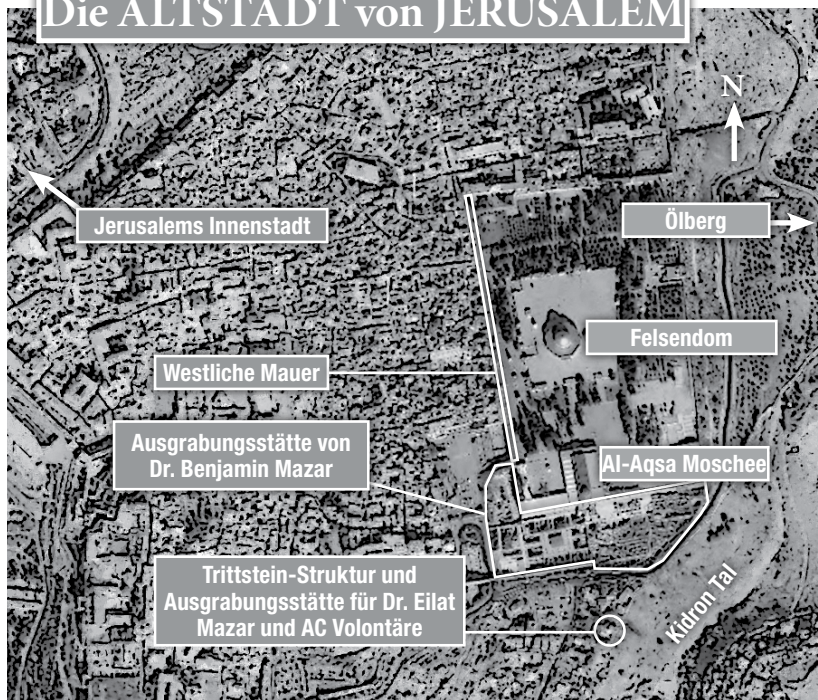 Die ALTSTADT von JERUSALEM
N
Jerusalems Innenstadt
Ölberg
Felsendom
Westliche Mauer
Ausgrabungsstätte von
Dr. Benjamin Mazar
Al-Aqsa Moschee
Trittstein-Struktur und
Ausgrabungsstätte für Dr. Eilat
Mazar und AC Volontäre
Kidron Tal